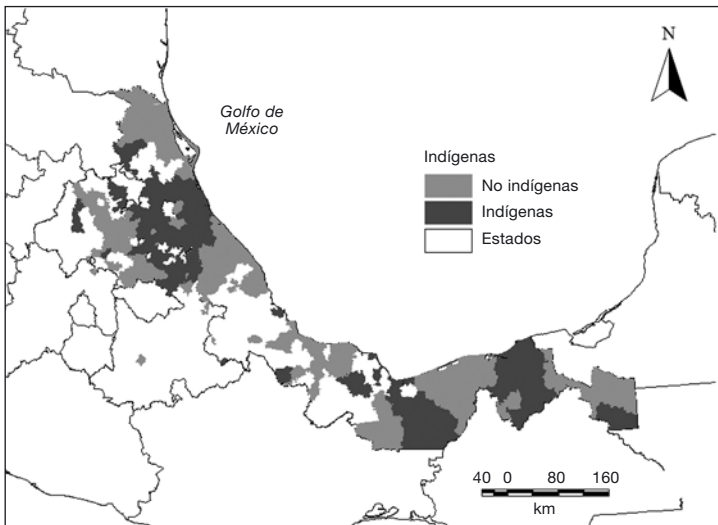 N
Golfo de
México
Indígenas
No indígenas
Indígenas
Estados
40 0 80 160
km